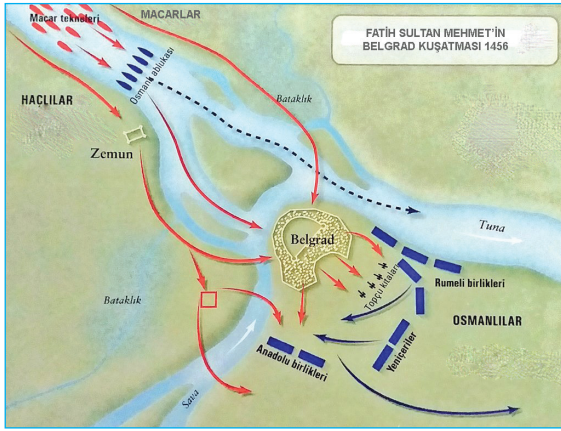 MACARLAR
Macar tekneleri
FATİH SULTAN MEHMET'İN
BELGRAD KUŞATMASI 1456
Osmanlı ablukası
HAÇLILAR
Bataklık
Zemun
Tuna
Belgrad
Rumeli birlikleri
Topçu kıtaları
Bataklık
OSMANLILAR
Yeniçeriler
Anadolu birlikleri
Sava